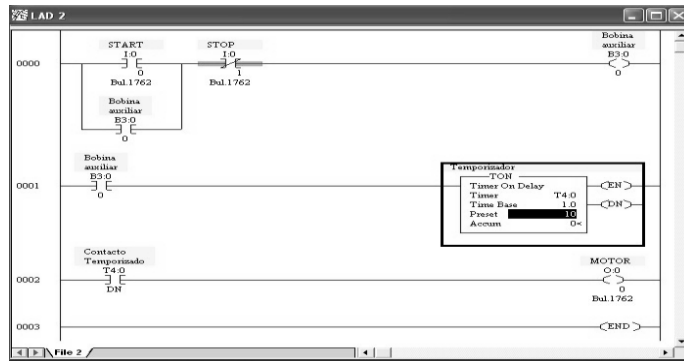 LAD 2
START
I:0
0
Bul.1762
STOP
I:0
1
Bul.1762
Bobina
auxiliar
B3:0
0
0000
Bobina
auxiliar
B3:0
0
Bobina
auxiliar
B3:0
0
0001
Temporizador
TON
Timer On Delay
Timer T4:0
Time Base 1.0
Preset 10
Accum 0<
EN
DN
Contacto
Temporizado
T4:0
DN
0002
MOTOR
O:0
0
Bul.1762
0003
END
File 2